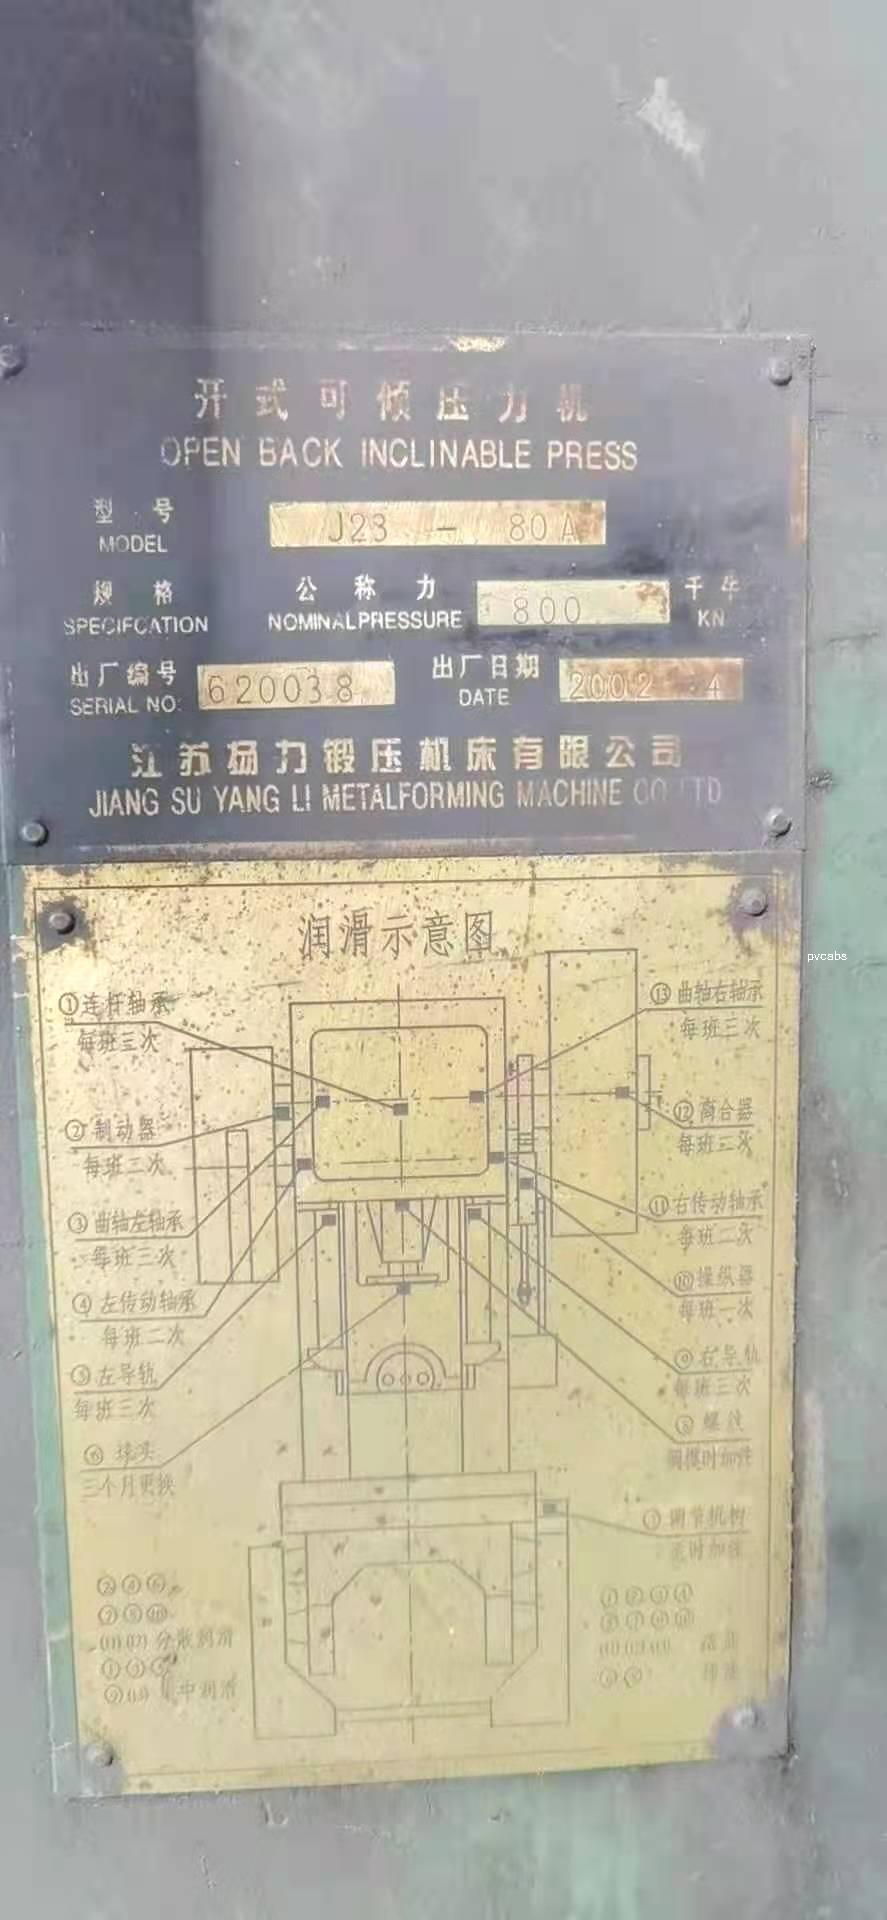 开式可倾压力机
OPEN BACK INCLINABLE PRESS
型号
MODEL
J23 - 80A
规格
SPECIFCATION
公称力
NOMINALPRESSURE
800
千牛
KN
出厂编号
SERIAL NO:
620038
出厂日期
DATE
2002 4
江苏扬力锻压机床有限公司
JIANG SU YANG LI METALFORMING MACHINE CO LTD
润滑示意图
pvcabs
①连杆轴承
每班三次
②制动器
每班三次
③曲轴左轴承
每班三次
④左传动轴承
每班二次
⑤左导轨
每班三次
⑥球头
三个月更换
⑬曲轴右轴承
每班三次
⑫离合器
每班三次
⑪右传动轴承
每班二次
⑩操纵器
每班一次
⑨右导轨
每班三次
⑧螺纹
调模时加注
调节机构
②④⑥
⑦⑧⑩
(11)(12)分散润滑
中润滑
①②③④